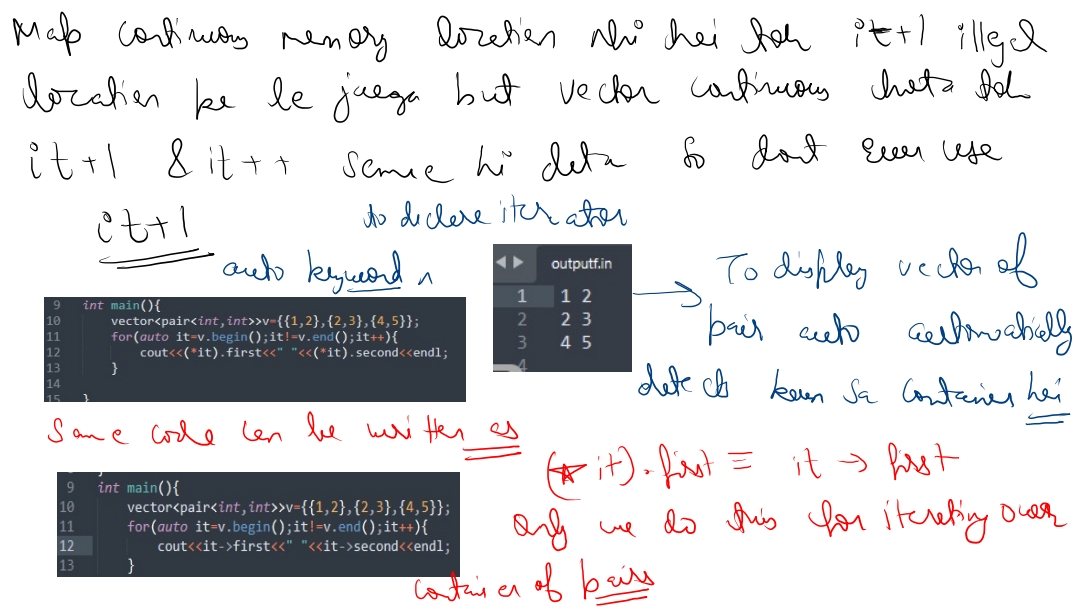 Map continuous memory location nhi hei toh it+1 illegal
location pe le jaega but vector continuous hota toh
it+1 & it++ same hi deta so dont ever use
it+1
to declare iterator
auto keyword ^
outputf.in
1 1 2
2 2 3
3 4 5
4
To display vector of
pair auto automatically
detects kaun sa container hei
9 int main(){
10 vector<pair<int,int>>v={{1,2},{2,3},{4,5}};
11 for(auto it=v.begin();it!=v.end();it++){
12 cout<<(*it).first<<" "<<(*it).second<<endl;
13 }
14
15 }
Same code can be written as
(* it).first ≡ it → first
only we do this for iterating over
container of pairs
9 int main(){
10 vector<pair<int,int>>v={{1,2},{2,3},{4,5}};
11 for(auto it=v.begin();it!=v.end();it++){
12 cout<<it->first<<" "<<it->second<<endl;
13 }